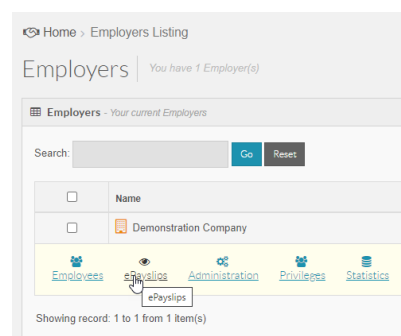 Home > Employers Listing
Employers You have 1 Employer(s)
Employers - Your current Employers
Search: Go Reset
Name
Demonstration Company
Employees ePayslips Administration Privileges Statistics
ePayslips
Showing record: 1 to 1 from 1 item(s)